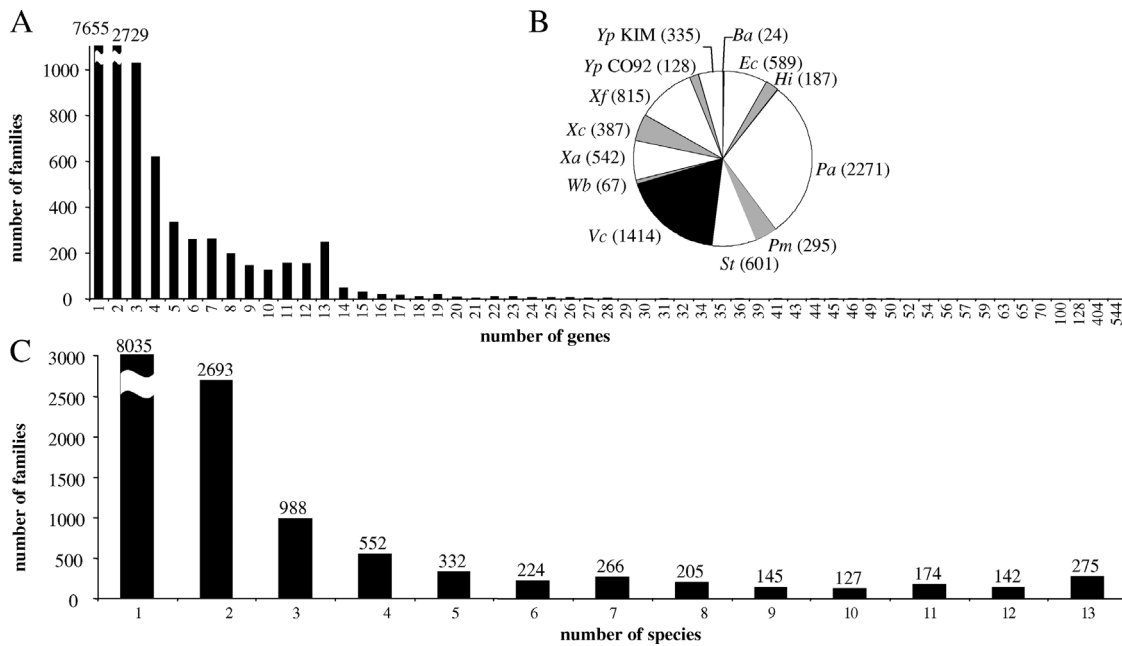 A
7655
2729
1000
800
600
400
200
0
number of families
1 2 3 4 5 6 7 8 9 10 11 12 13 14 15 16 17 18 19 20 21 22 23 24 25 26 27 28 29 30 31 32 34 35 36 39 41 43 44 45 46 49 50 52 54 56 57 59 63 65 70 100 128 404 544
number of genes
B
Yp KIM (335)
Ba (24)
Yp CO92 (128)
Ec (589)
Hi (187)
Xf (815)
Xc (387)
Xa (542)
Pa (2271)
Wb (67)
Vc (1414)
Pm (295)
St (601)
C
8035
2693
988
552
332
224
266
205
145
127
174
142
275
3000
2500
2000
1500
1000
500
0
number of families
1 2 3 4 5 6 7 8 9 10 11 12 13
number of species